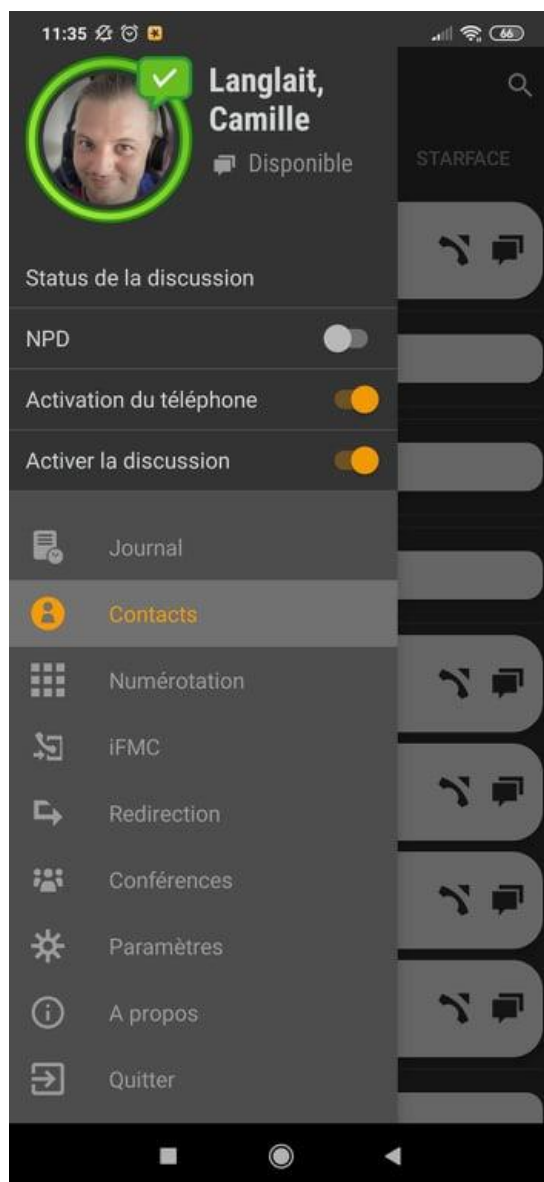 11:35
66
Langlait,
Camille
Disponible
STARFACE
Status de la discussion
NPD
Activation du téléphone
Activer la discussion
Journal
Contacts
Numérotation
iFMC
Redirection
Conférences
Paramètres
A propos
Quitter